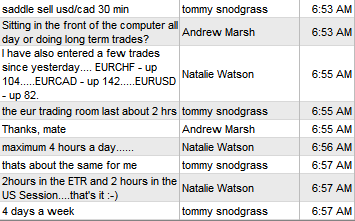 saddle sell usd/cad 30 min tommy snodgrass 6:53 AM
Sitting in the front of the computer all
day or doing long term trades? Andrew Marsh 6:53 AM
I have also entered a few trades
since yesterday.... EURCHF - up
104.....EURCAD - up 142.....EURUSD
- up 82. Natalie Watson 6:55 AM
the eur trading room last about 2 hrs tommy snodgrass 6:55 AM
Thanks, mate Andrew Marsh 6:55 AM
maximum 4 hours a day...... Natalie Watson 6:56 AM
thats about the same for me tommy snodgrass 6:57 AM
2hours in the ETR and 2 hours in the
US Session....that's it :-) Natalie Watson 6:57 AM
4 days a week tommy snodgrass 6:57 AM